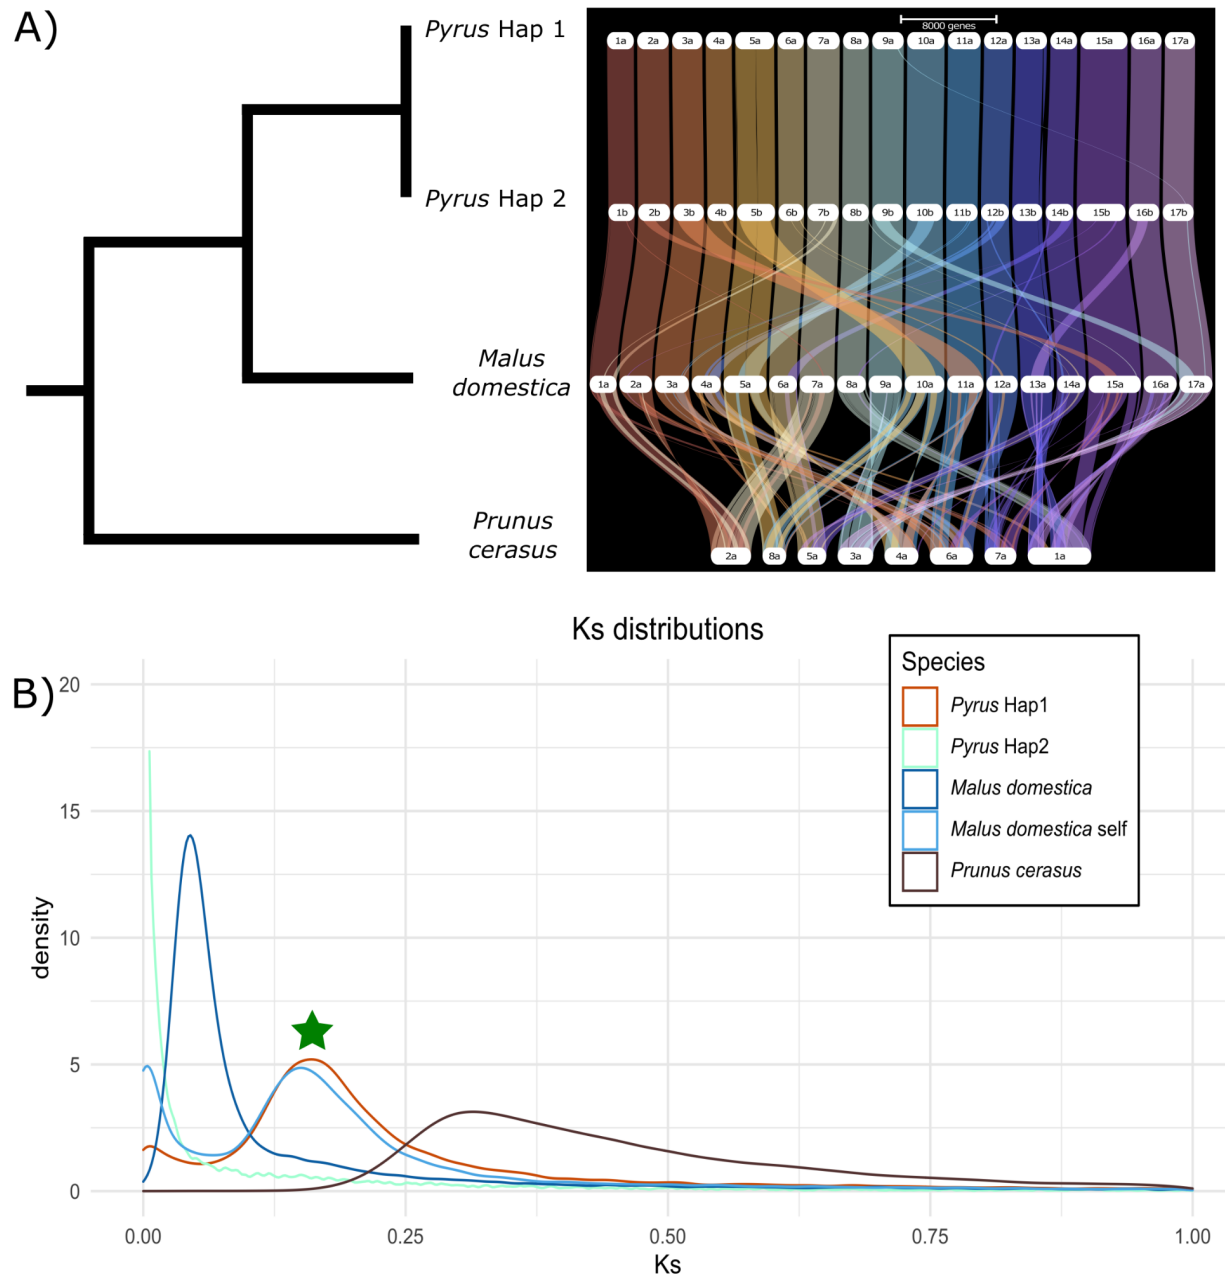 A)
Pyrus Hap 1
Pyrus Hap 2
Malus
domestica
Prunus
cerasus
8000 genes
1a 2a 3a 4a 5a 6a 7a 8a 9a 10a 11a 12a 13a 14a 15a 16a 17a
1b 2b 3b 4b 5b 6b 7b 8b 9b 10b 11b 12b 13b 14b 15b 16b 17b
1a 2a 3a 4a 5a 6a 7a 8a 9a 10a 11a 12a 13a 14a 15a 16a 17a
2a 8a 5a 3a 4a 6a 7a 1a
B)
Ks distributions
Species
Pyrus Hap1
Pyrus Hap2
Malus domestica
Malus domestica self
Prunus cerasus
density
20
15
10
5
0
0.00 0.25 0.50 0.75 1.00
Ks